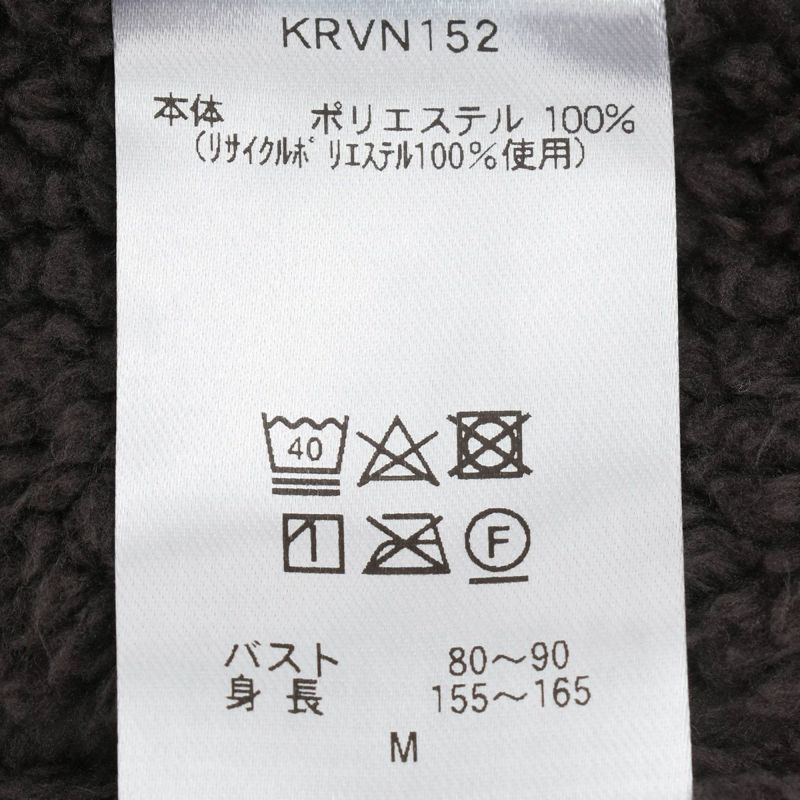 KRVN152
本体 ポリエステル 100%
(ﾘｻｲｸﾙﾎﾟﾘｴｽﾃﾙ100%使用)
40
F
バスト 80〜90
身長 155〜165
M